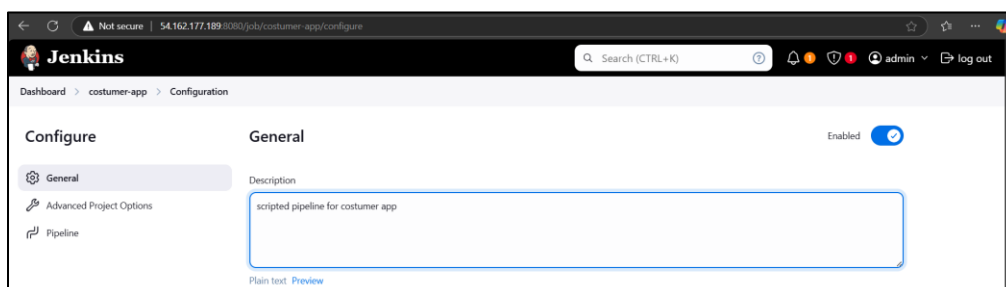 Not secure | 54.162.177.189:8080/job/costumer-app/configure
Jenkins Search (CTRL+K) ? 1 1 admin log out
Dashboard > costumer-app > Configuration
Configure General Enabled
General Description
Advanced Project Options scripted pipeline for costumer app
Pipeline
Plain text Preview